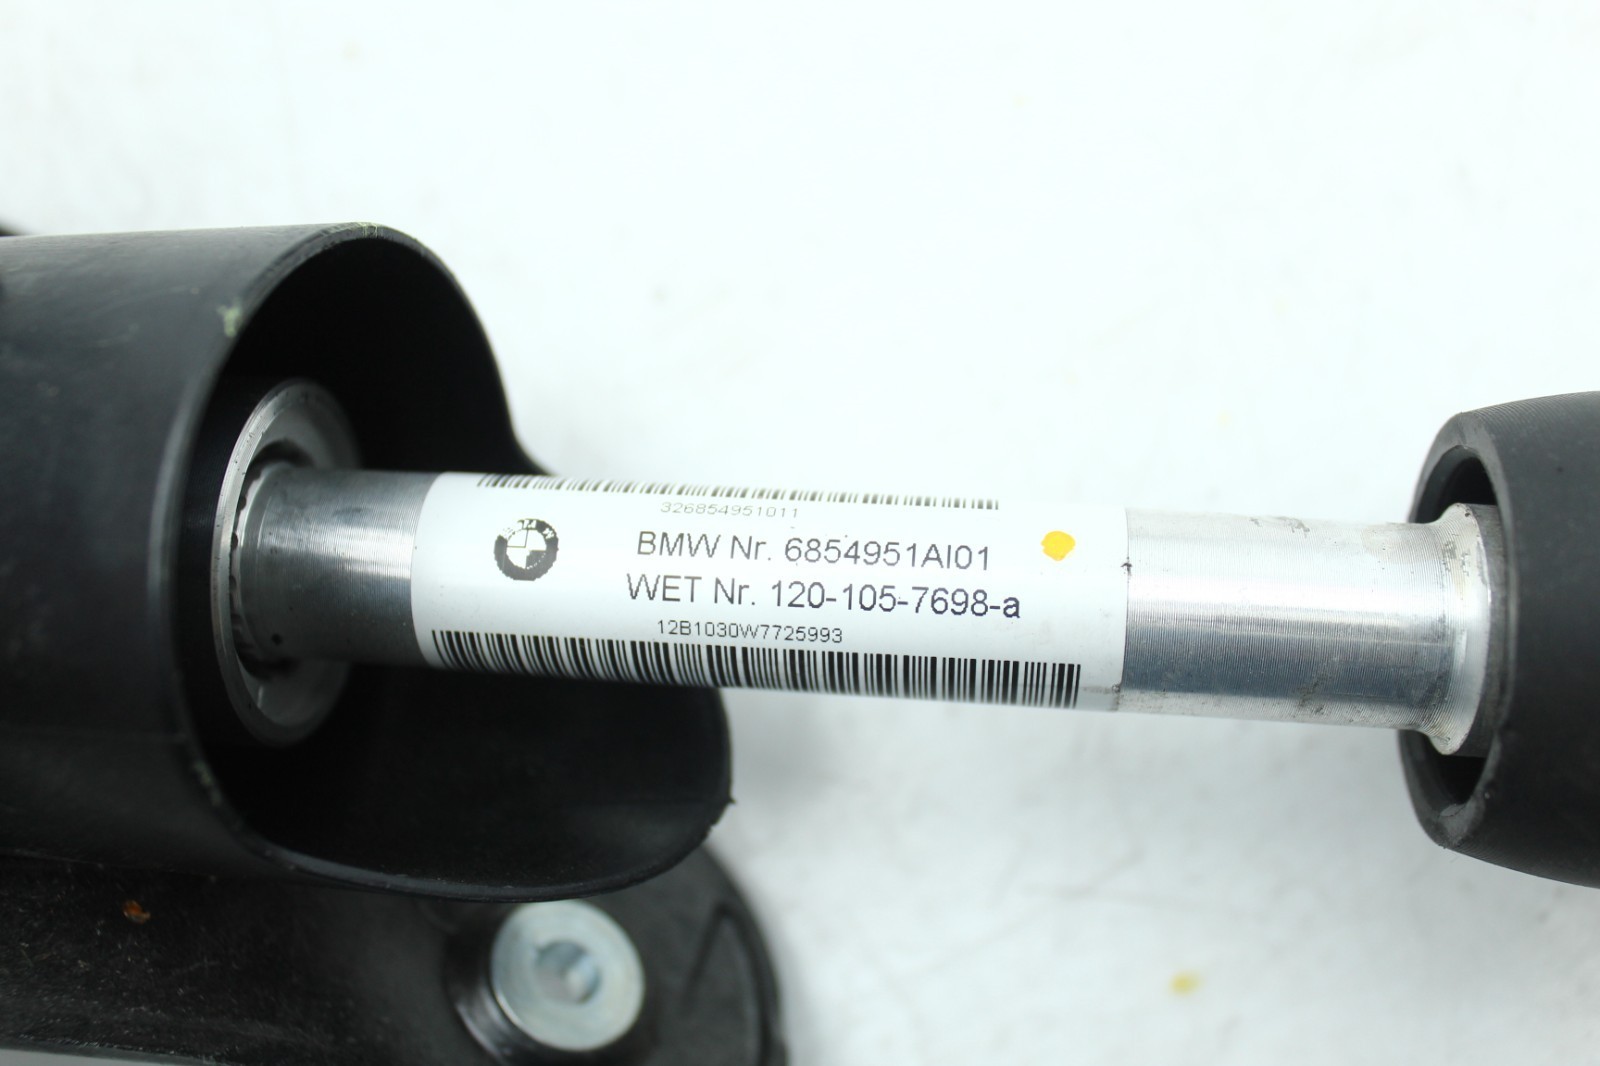 326854951011
BMW Nr. 6854951AI01
WET Nr. 120-105-7698-a
12B1030W7725993